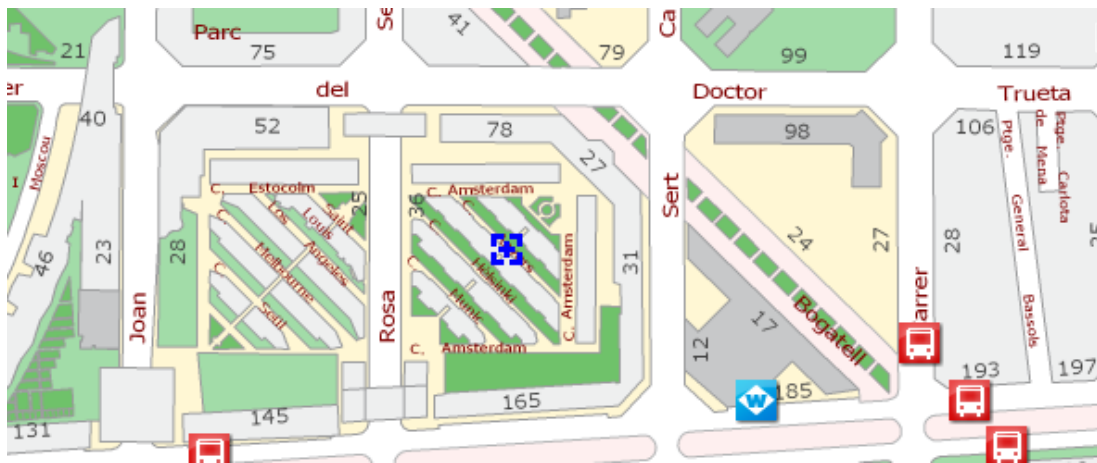 Parc
Se
Ca
21
75
41
79
99
119
er
del
Doctor
Trueta
40
52
78
98
106
Ptge.
de
Mena
Ptge.
Carlota
Moscou
I
27
C.
Estocolm
C.
Amsterdam
25
36
Saint
Louis
Los
Angeles
C.
Melbourne
C.
Seül
C.
C.
Helsinki
C.
Munic
C. Amsterdam
C.
Amsterdam
Sert
General
Bassols
46
23
28
31
24
27
28
Joan
Rosa
12
17
Bogatell
arrer
W
185
193
197
131
145
165